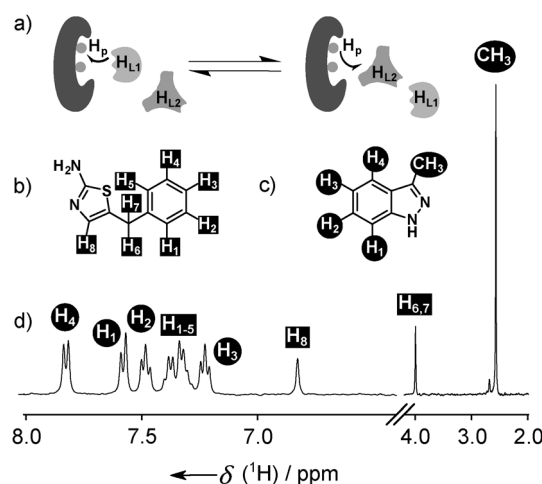 a)
Hp
HL1
HL2
Hp
HL2
HL1
CH3
b)
H2N
S
N
H5
H4
H3
H2
H1
H7
H6
H8
c)
H4
CH3
H3
N
N
H
H2
H1
d)
H4
H1
H2
H1-5
H3
H8
H6,7
8.0 7.5 7.0 4.0 3.0 2.0
δ (¹H) / ppm